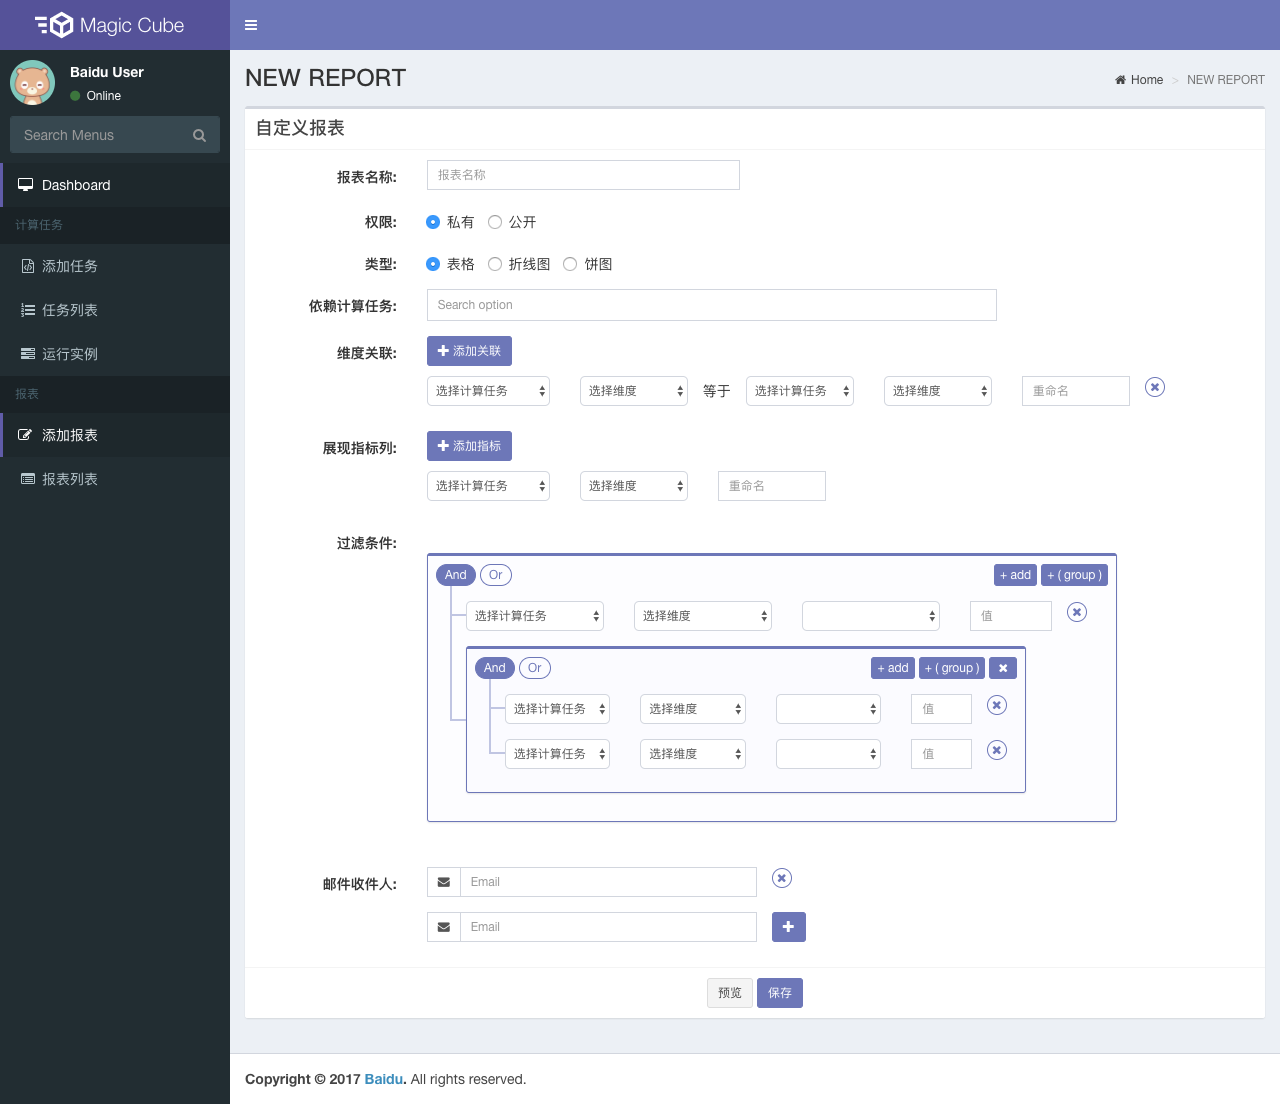 Magic Cube
Baidu User
Online
Search Menus
Dashboard
计算任务
添加任务
任务列表
运行实例
报表
添加报表
报表列表
NEW REPORT
Home > NEW REPORT
自定义报表
报表名称: 报表名称
权限: 私有 公开
类型: 表格 折线图 饼图
依赖计算任务: Search option
维度关联: 添加关联
选择计算任务 选择维度 等于 选择计算任务 选择维度 重命名
展现指标列: 添加指标
选择计算任务 选择维度 重命名
过滤条件:
And Or + add + ( group )
选择计算任务 选择维度 值
And Or + add + ( group )
选择计算任务 选择维度 值
选择计算任务 选择维度 值
邮件收件人: Email
Email
预览 保存
Copyright © 2017 Baidu. All rights reserved.